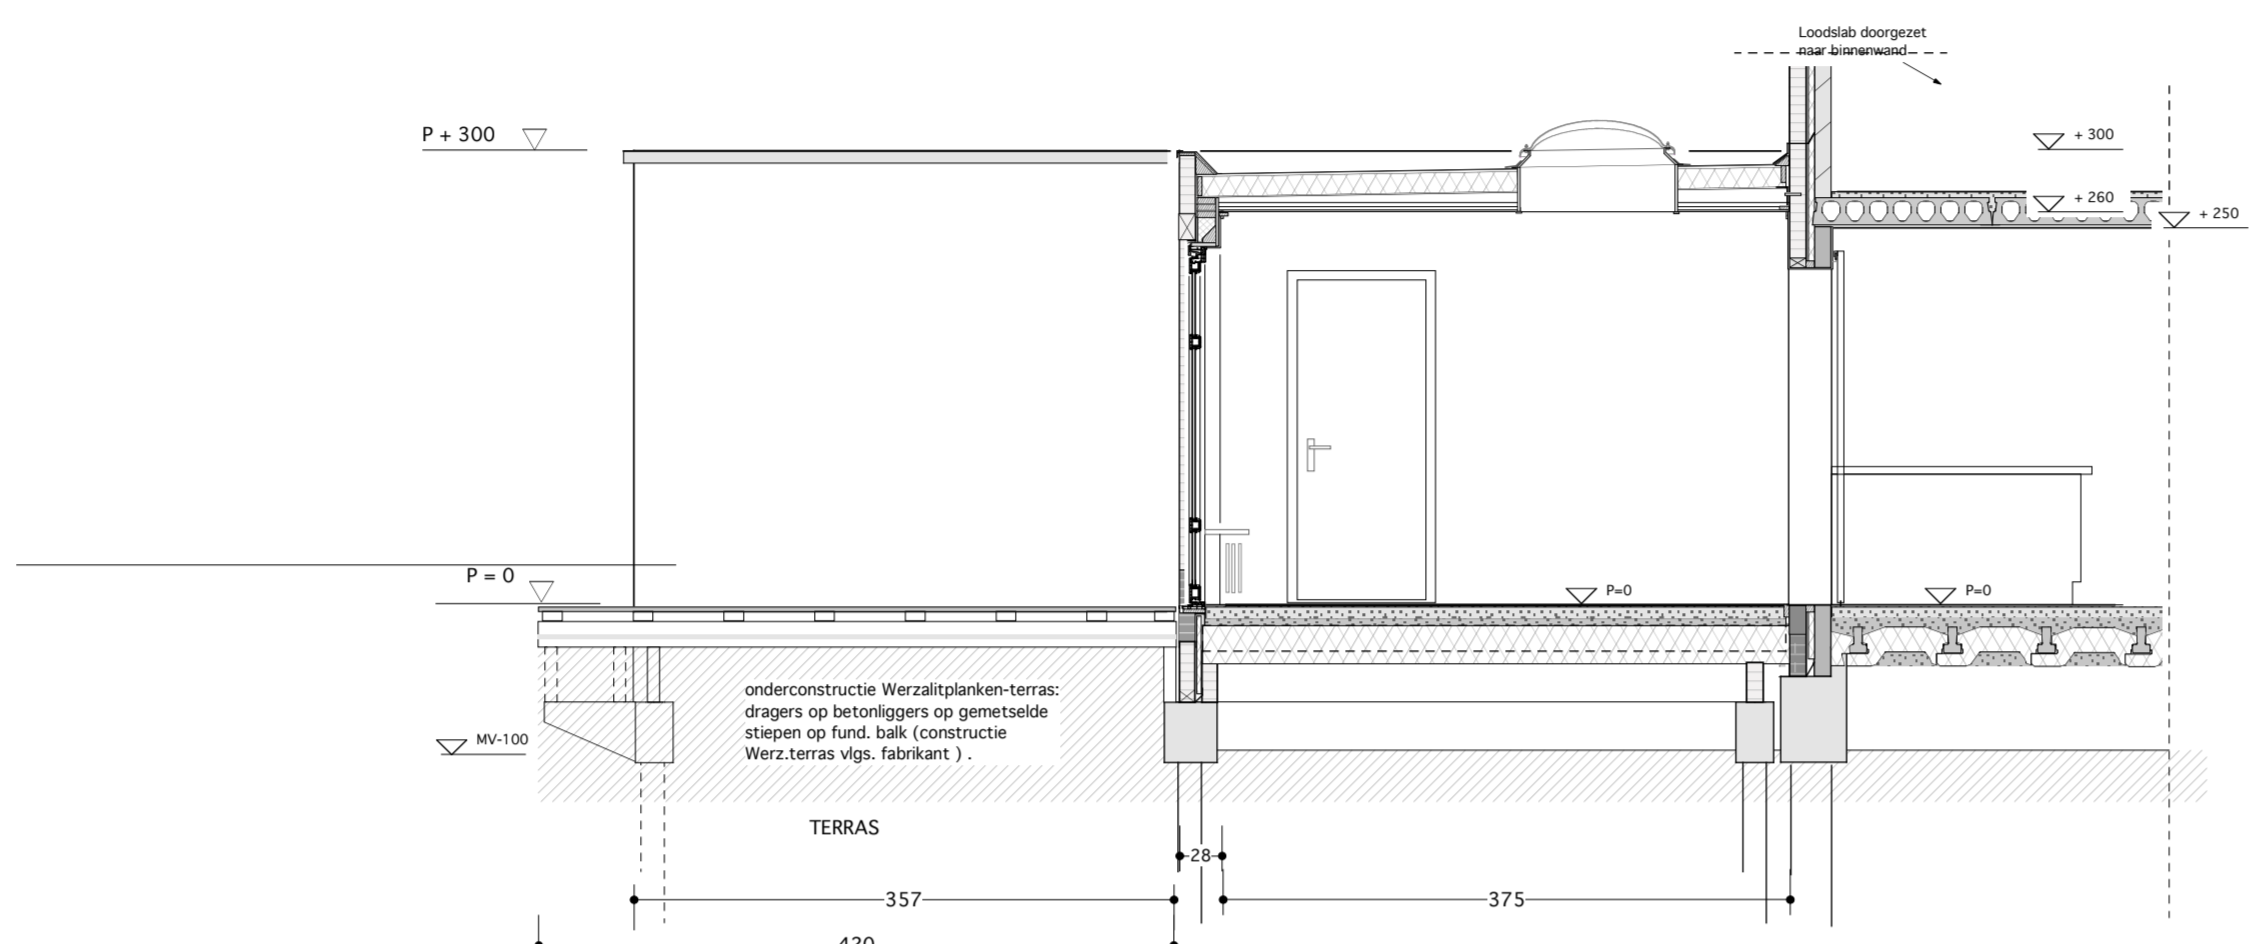 Loodslab doorgezet
naar binnenwand
P + 300
+ 300
+ 260
+ 250
P = 0
P=0
P=0
onderconstructie Werzalitplanken-terras:
dragers op betonliggers op gemetselde
stiepen op fund. balk (constructie
Werz.terras vlgs. fabrikant ) .
MV-100
TERRAS
28
357
375
420